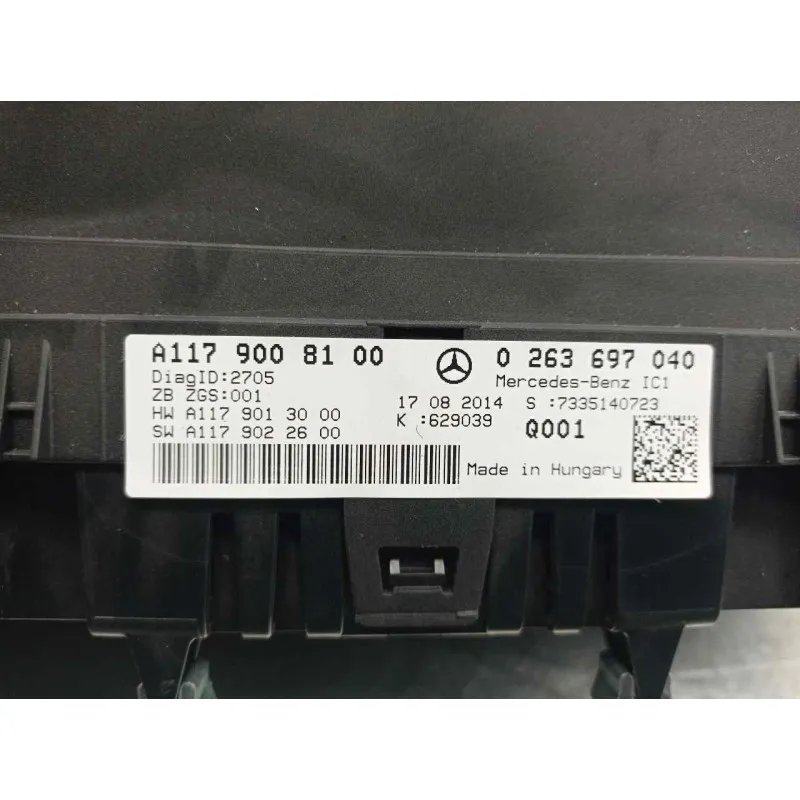 A117 900 81 00 0 263 697 040
DiagID:2705 Mercedes-Benz IC1
ZB ZGS:001 17 08 2014 S :7335140723
HW A117 901 30 00 K :629039 Q001
SW A117 902 26 00
Made in Hungary